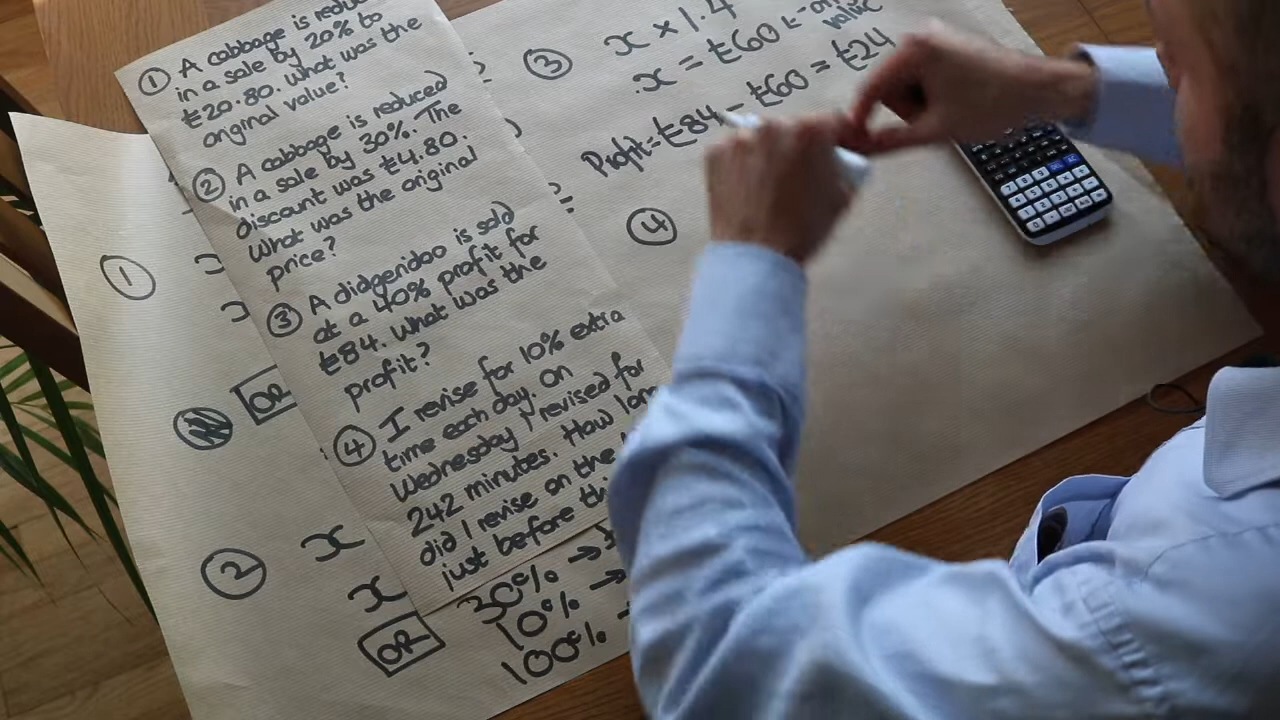 ① A cabbage is
in a sale by 20% to
£20.80. What was the
original value?
② A cabbage is reduced
in a sale by 30%. The
discount was £4.80.
What was the original
price?
③ A didgeridoo is sold
at a 40% profit for
£84. What was the
profit?
④ I revise for 10% extra
time each day. On
Wednesday I revised for
242 minutes. How
did I revise on the
just before
③ x × 1.4
x = £60 ←
value
Profit = £84 - £60 = £24
④
①
OR
② x
x
OR
30% →
10% →
100%